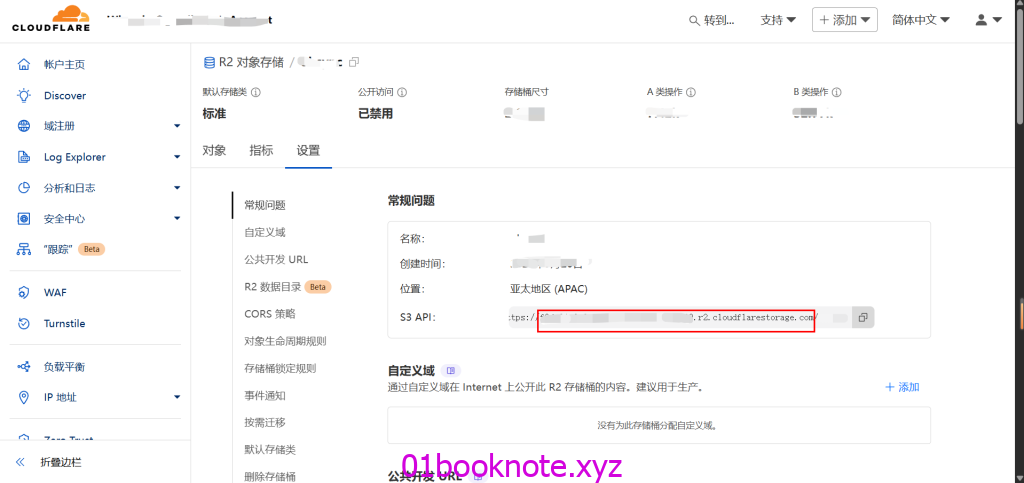 CLOUDFLARE
转到...
支持
添加
简体中文
帐户主页
Discover
域注册
Log Explorer
分析和日志
安全中心
"跟踪" Beta
WAF
Turnstile
负载平衡
IP 地址
Zero Trust
折叠边栏
R2 对象存储 /
默认存储类
标准
公开访问
已禁用
存储桶尺寸
A 类操作
B 类操作
对象
指标
设置
常规问题
自定义域
公共开发 URL
R2 数据目录 Beta
CORS 策略
对象生命周期规则
存储桶锁定规则
事件通知
按需迁移
默认存储类
删除存储桶
常规问题
名称：
创建时间：
位置： 亚太地区 (APAC)
S3 API： .r2.cloudflarestorage.com/
自定义域
通过自定义域在 Internet 上公开此 R2 存储桶的内容。建议用于生产。
添加
没有为此存储桶分配自定义域。
公共开发 URL
01booknote.xyz